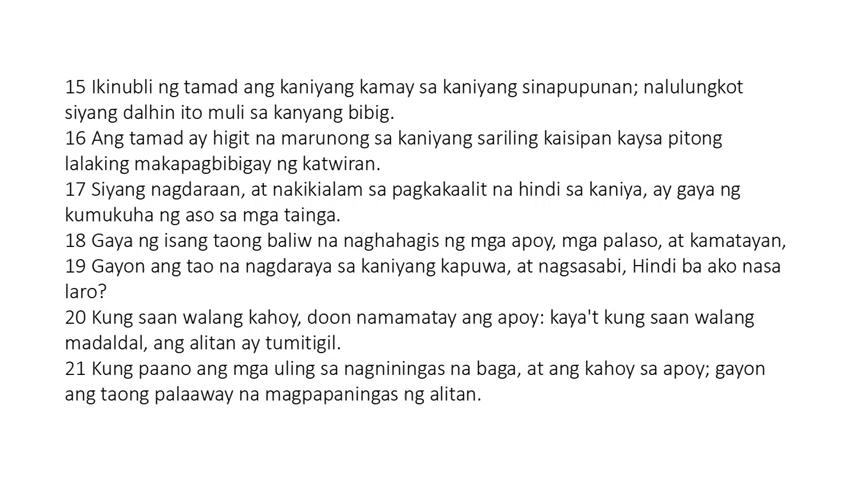 15 Ikinubli ng tamad ang kaniyang kamay sa kaniyang sinapupunan; nalulungkot
siyang dalhin ito muli sa kanyang bibig.
16 Ang tamad ay higit na marunong sa kaniyang sariling kaisipan kaysa pitong
lalaking makapagbibigay ng katwiran.
17 Siyang nagdaraan, at nakikialam sa pagkakaalit na hindi sa kaniya, ay gaya ng
kumukuha ng aso sa mga tainga.
18 Gaya ng isang taong baliw na naghahagis ng mga apoy, mga palaso, at kamatayan,
19 Gayon ang tao na nagdaraya sa kaniyang kapuwa, at nagsasabi, Hindi ba ako nasa
laro?
20 Kung saan walang kahoy, doon namamatay ang apoy: kaya't kung saan walang
madaldal, ang alitan ay tumitigil.
21 Kung paano ang mga uling sa nagniningas na baga, at ang kahoy sa apoy; gayon
ang taong palaaway na magpapaningas ng alitan.